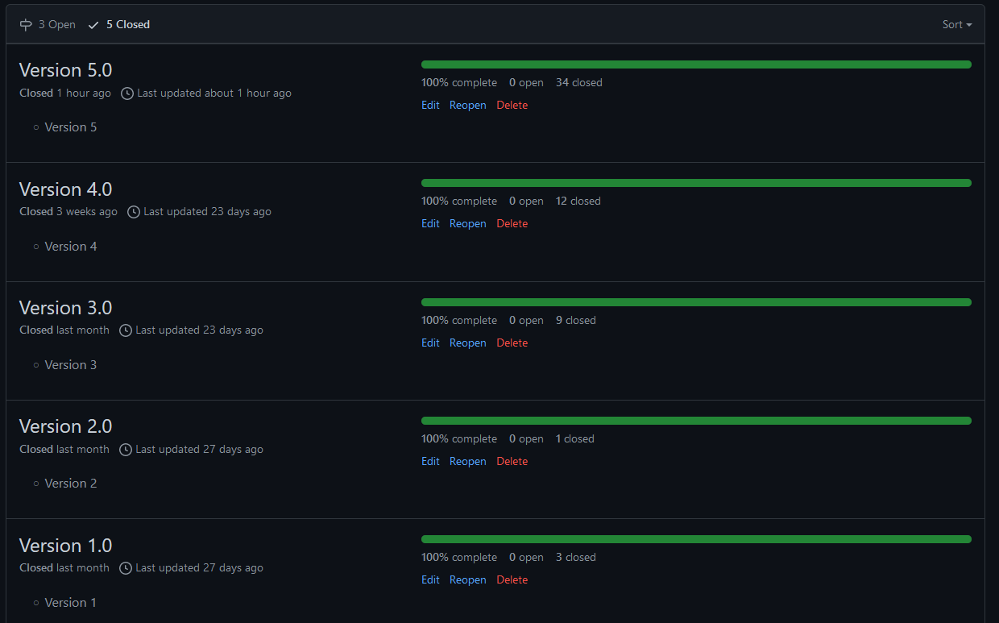 3 Open 5 Closed Sort
Version 5.0
Closed 1 hour ago Last updated about 1 hour ago
Version 5
100% complete 0 open 34 closed
Edit Reopen Delete
Version 4.0
Closed 3 weeks ago Last updated 23 days ago
Version 4
100% complete 0 open 12 closed
Edit Reopen Delete
Version 3.0
Closed last month Last updated 23 days ago
Version 3
100% complete 0 open 9 closed
Edit Reopen Delete
Version 2.0
Closed last month Last updated 27 days ago
Version 2
100% complete 0 open 1 closed
Edit Reopen Delete
Version 1.0
Closed last month Last updated 27 days ago
Version 1
100% complete 0 open 3 closed
Edit Reopen Delete